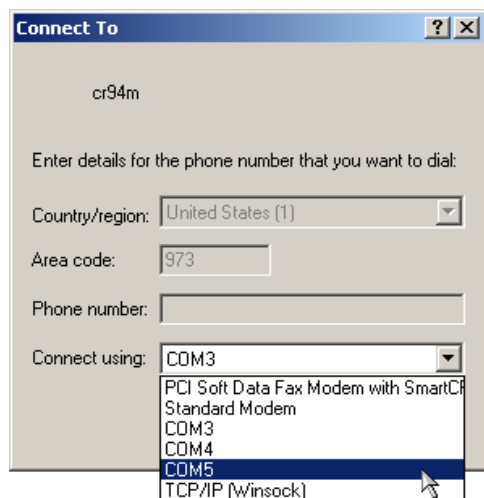 Connect To
cr94m
Enter details for the phone number that you want to dial:
Country/region: United States (1)
Area code: 973
Phone number:
Connect using: COM3
PCI Soft Data Fax Modem with
Standard Modem
COM3
COM4
COM5
TCP/IP (Winsock)